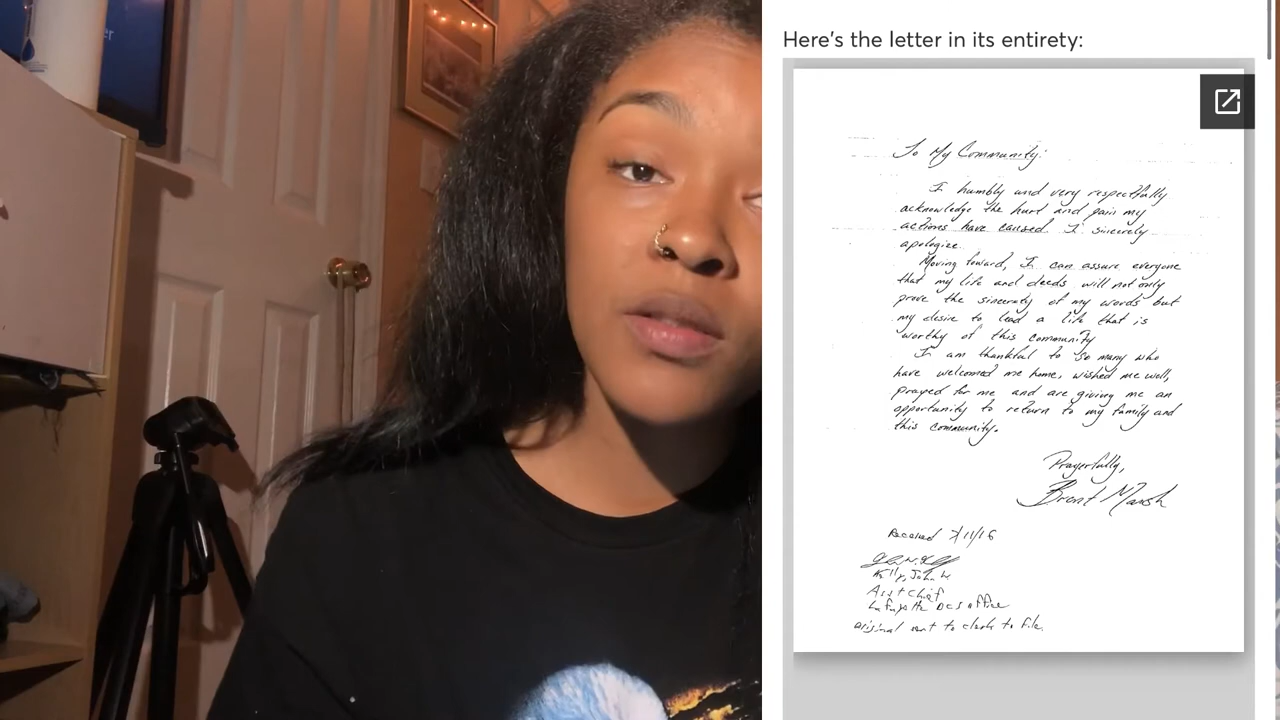 er
Here's the letter in its entirety:
To My Community:
I humbly and very respectfully
acknowledge the hurt and pain my
actions have caused. I sincerely
apologize.
Moving foward, I can assure everyone
that my life and deeds will not only
prove the sincerety of my words but
my desire to lead a life that is
worthy of this community
I am thankful to so many who
have welcomed me home, wished me well,
prayed for me and are giving me an
opportunity to return to my family and
this community.
Prayerfully,
Brent Marsh
Received 7/11/16
Kelly, John W
Asst Chief
Lafayette DCS office
original sent to clerk to file.